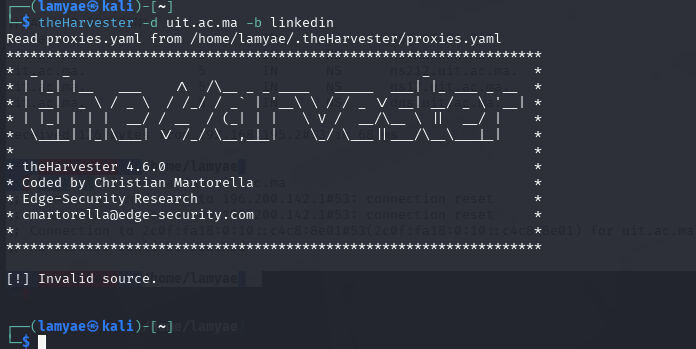 ┌──(lamyae㉿kali)-[~]
└─$ theHarvester -d uit.ac.ma -b linkedin
Read proxies.yaml from /home/lamyae/.theHarvester/proxies.yaml
*******************************************************************
* theHarvester *
* *
* theHarvester 4.6.0 *
* Coded by Christian Martorella *
* Edge-Security Research *
* cmartorella@edge-security.com *
* *
*******************************************************************
[!] Invalid source.
┌──(lamyae㉿kali)-[~]
└─$